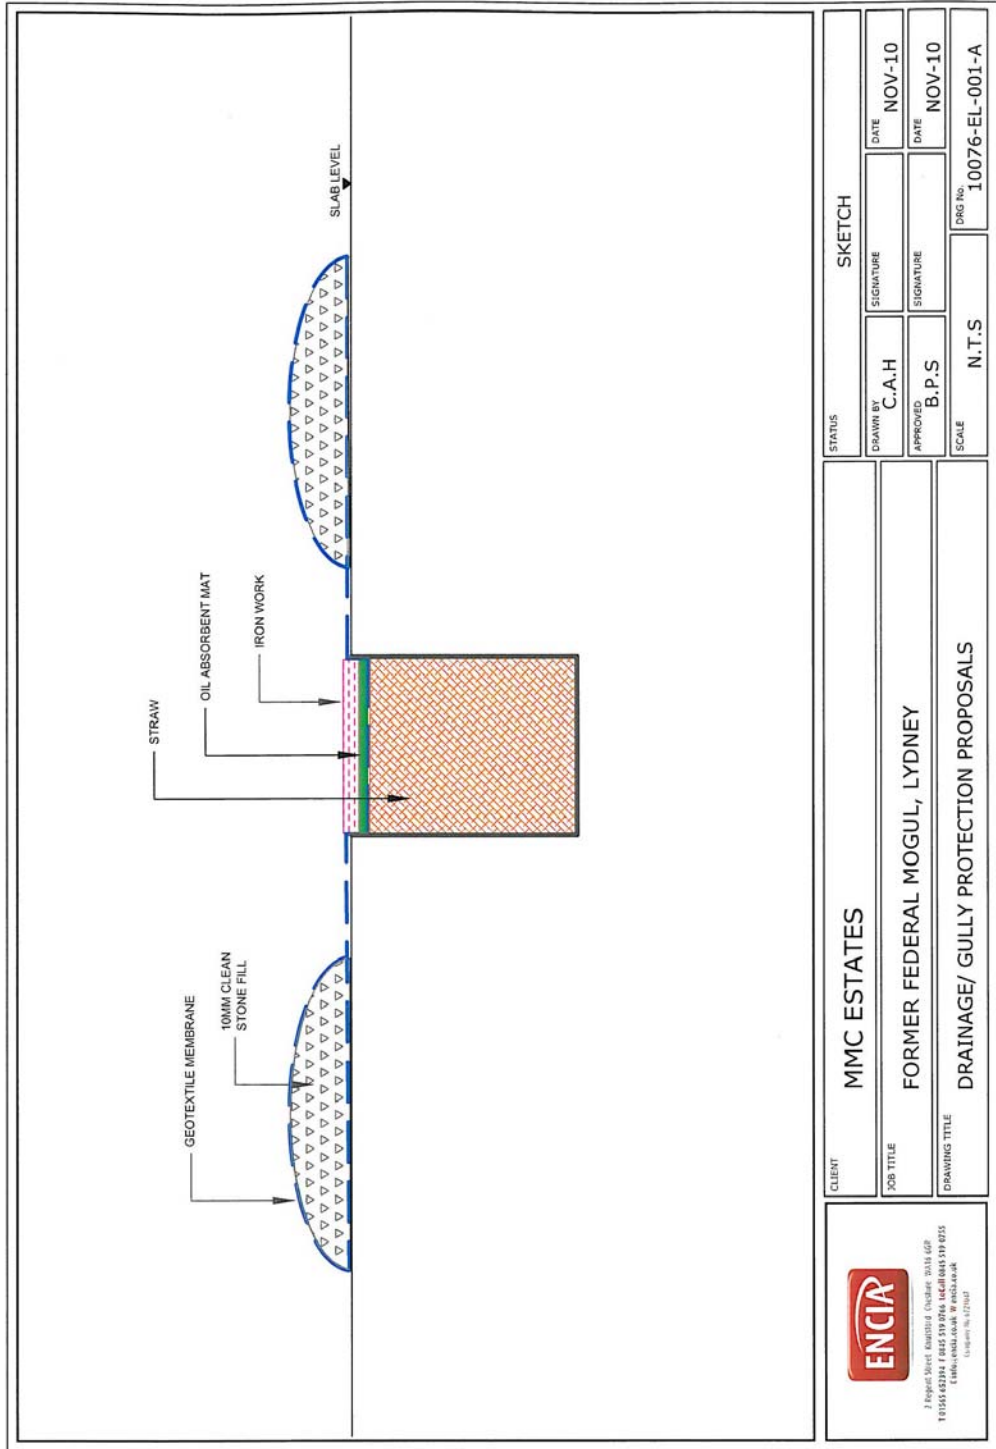 STRAW
OIL ABSORBENT MAT
IRON WORK
GEOTEXTILE MEMBRANE
10MM CLEAN
STONE FILL
SLAB LEVEL
ENCIA
CLIENT
MMC ESTATES
JOB TITLE
FORMER FEDERAL MOGUL, LYDNEY
DRAWING TITLE
DRAINAGE/ GULLY PROTECTION PROPOSALS
STATUS
SKETCH
DRAWN BY
C.A.H
SIGNATURE
DATE
NOV-10
APPROVED
B.P.S
SIGNATURE
DATE
NOV-10
SCALE
N.T.S
DRG No.
10076-EL-001-A